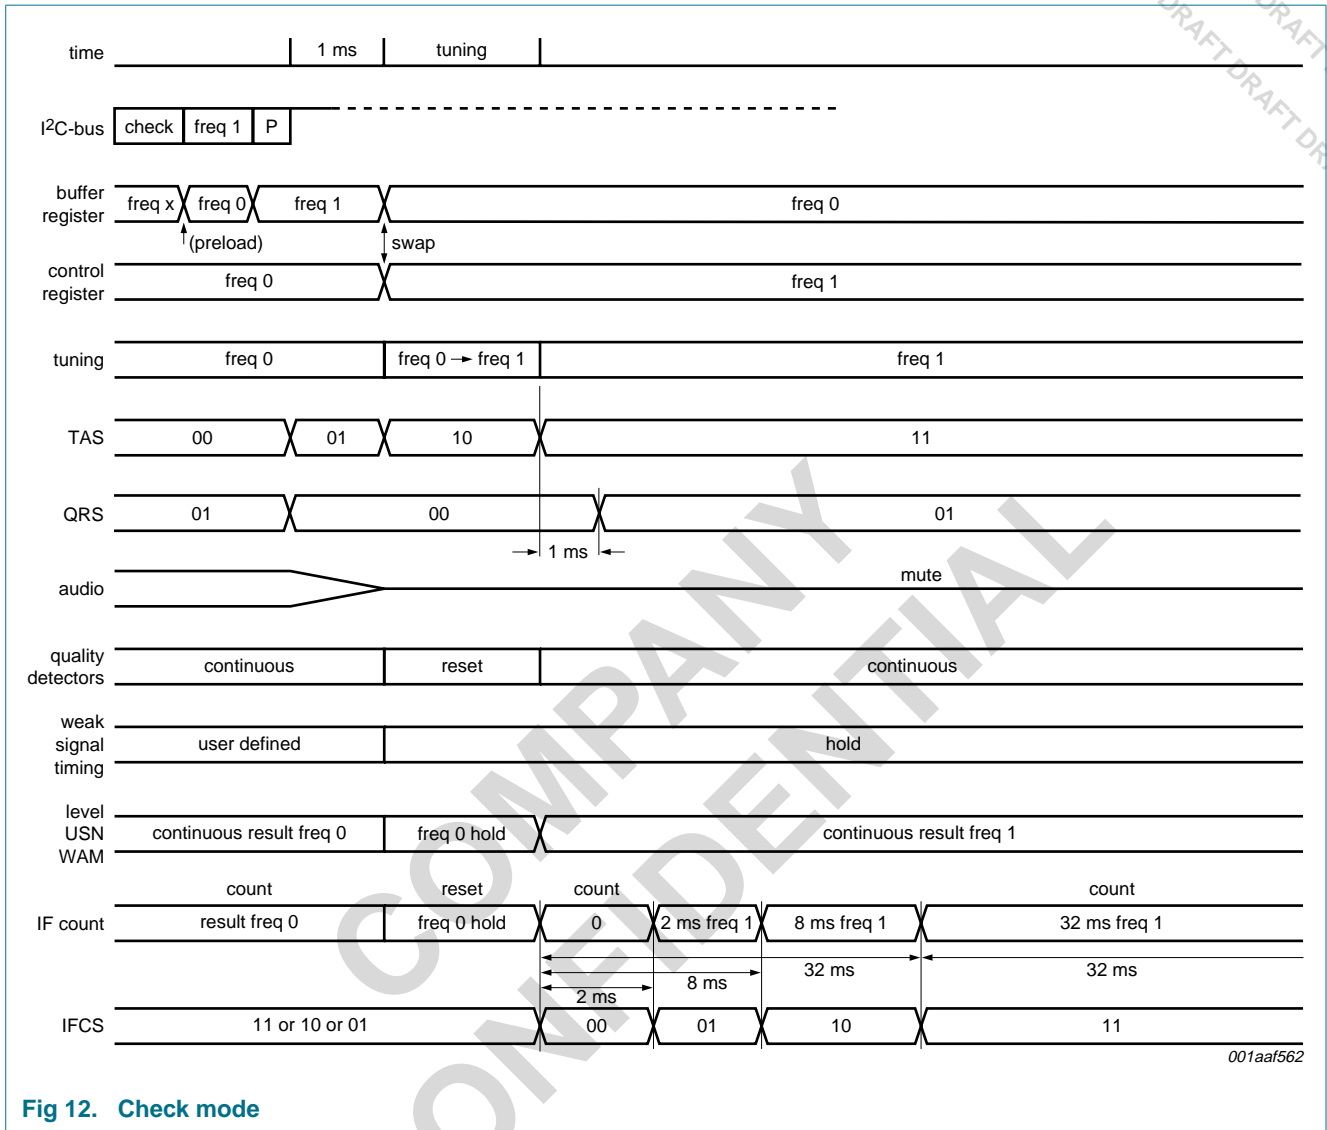 DRAFT DRAFT DRAFT
DRAFT
time 1 ms tuning
I2C-bus check freq 1 P
buffer register freq x freq 0 freq 1 freq 0
(preload) swap
control register freq 0 freq 1
tuning freq 0 freq 0 → freq 1 freq 1
TAS 00 01 10 11
QRS 01 00 01
1 ms
audio mute
quality detectors continuous reset continuous
weak signal timing user defined hold
level USN WAM continuous result freq 0 freq 0 hold continuous result freq 1
count reset count count
IF count result freq 0 freq 0 hold 0 2 ms freq 1 8 ms freq 1 32 ms freq 1
32 ms 32 ms
8 ms
2 ms
IFCS 11 or 10 or 01 00 01 10 11
001aaf562
COMPANY
CONFIDENTIAL
Fig 12. Check mode